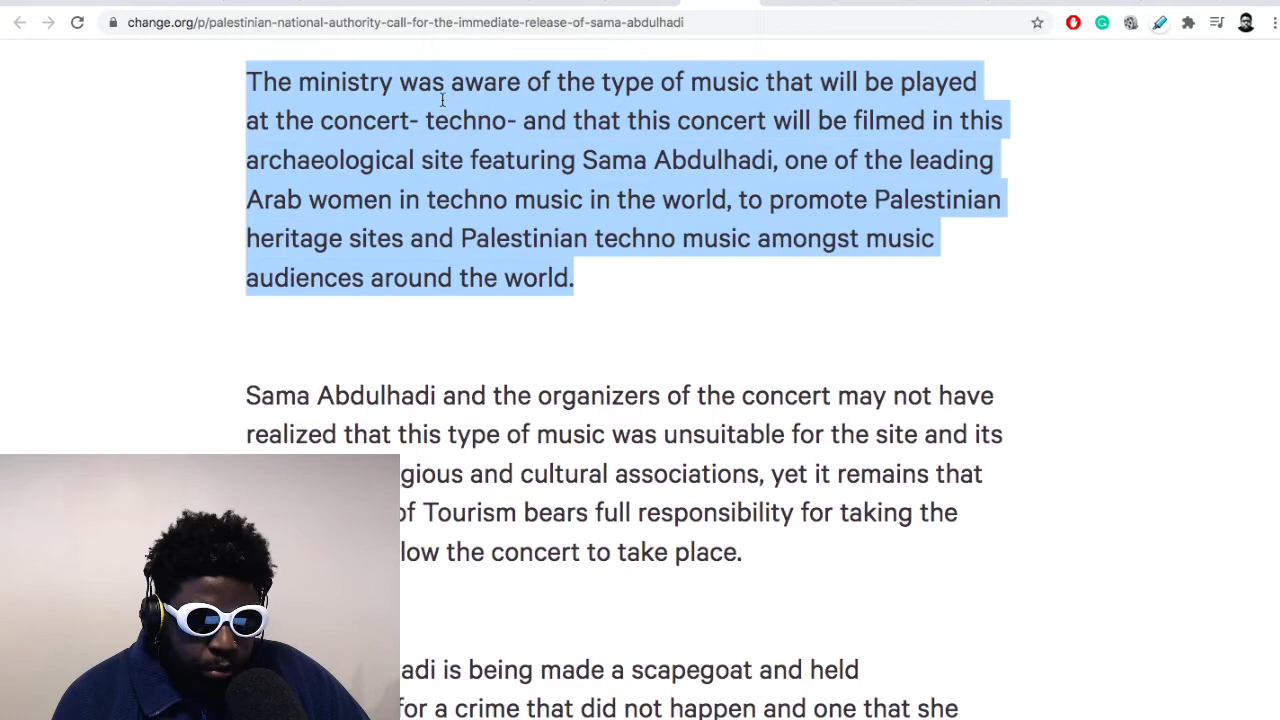 change.org/p/palestinian-national-authority-call-for-the-immediate-release-of-sama-abdulhadi
The ministry was aware of the type of music that will be played
at the concert- techno- and that this concert will be filmed in this
archaeological site featuring Sama Abdulhadi, one of the leading
Arab women in techno music in the world, to promote Palestinian
heritage sites and Palestinian techno music amongst music
audiences around the world.
Sama Abdulhadi and the organizers of the concert may not have
realized that this type of music was unsuitable for the site and its
gious and cultural associations, yet it remains that
of Tourism bears full responsibility for taking the
low the concert to take place.
adi is being made a scapegoat and held
for a crime that did not happen and one that she